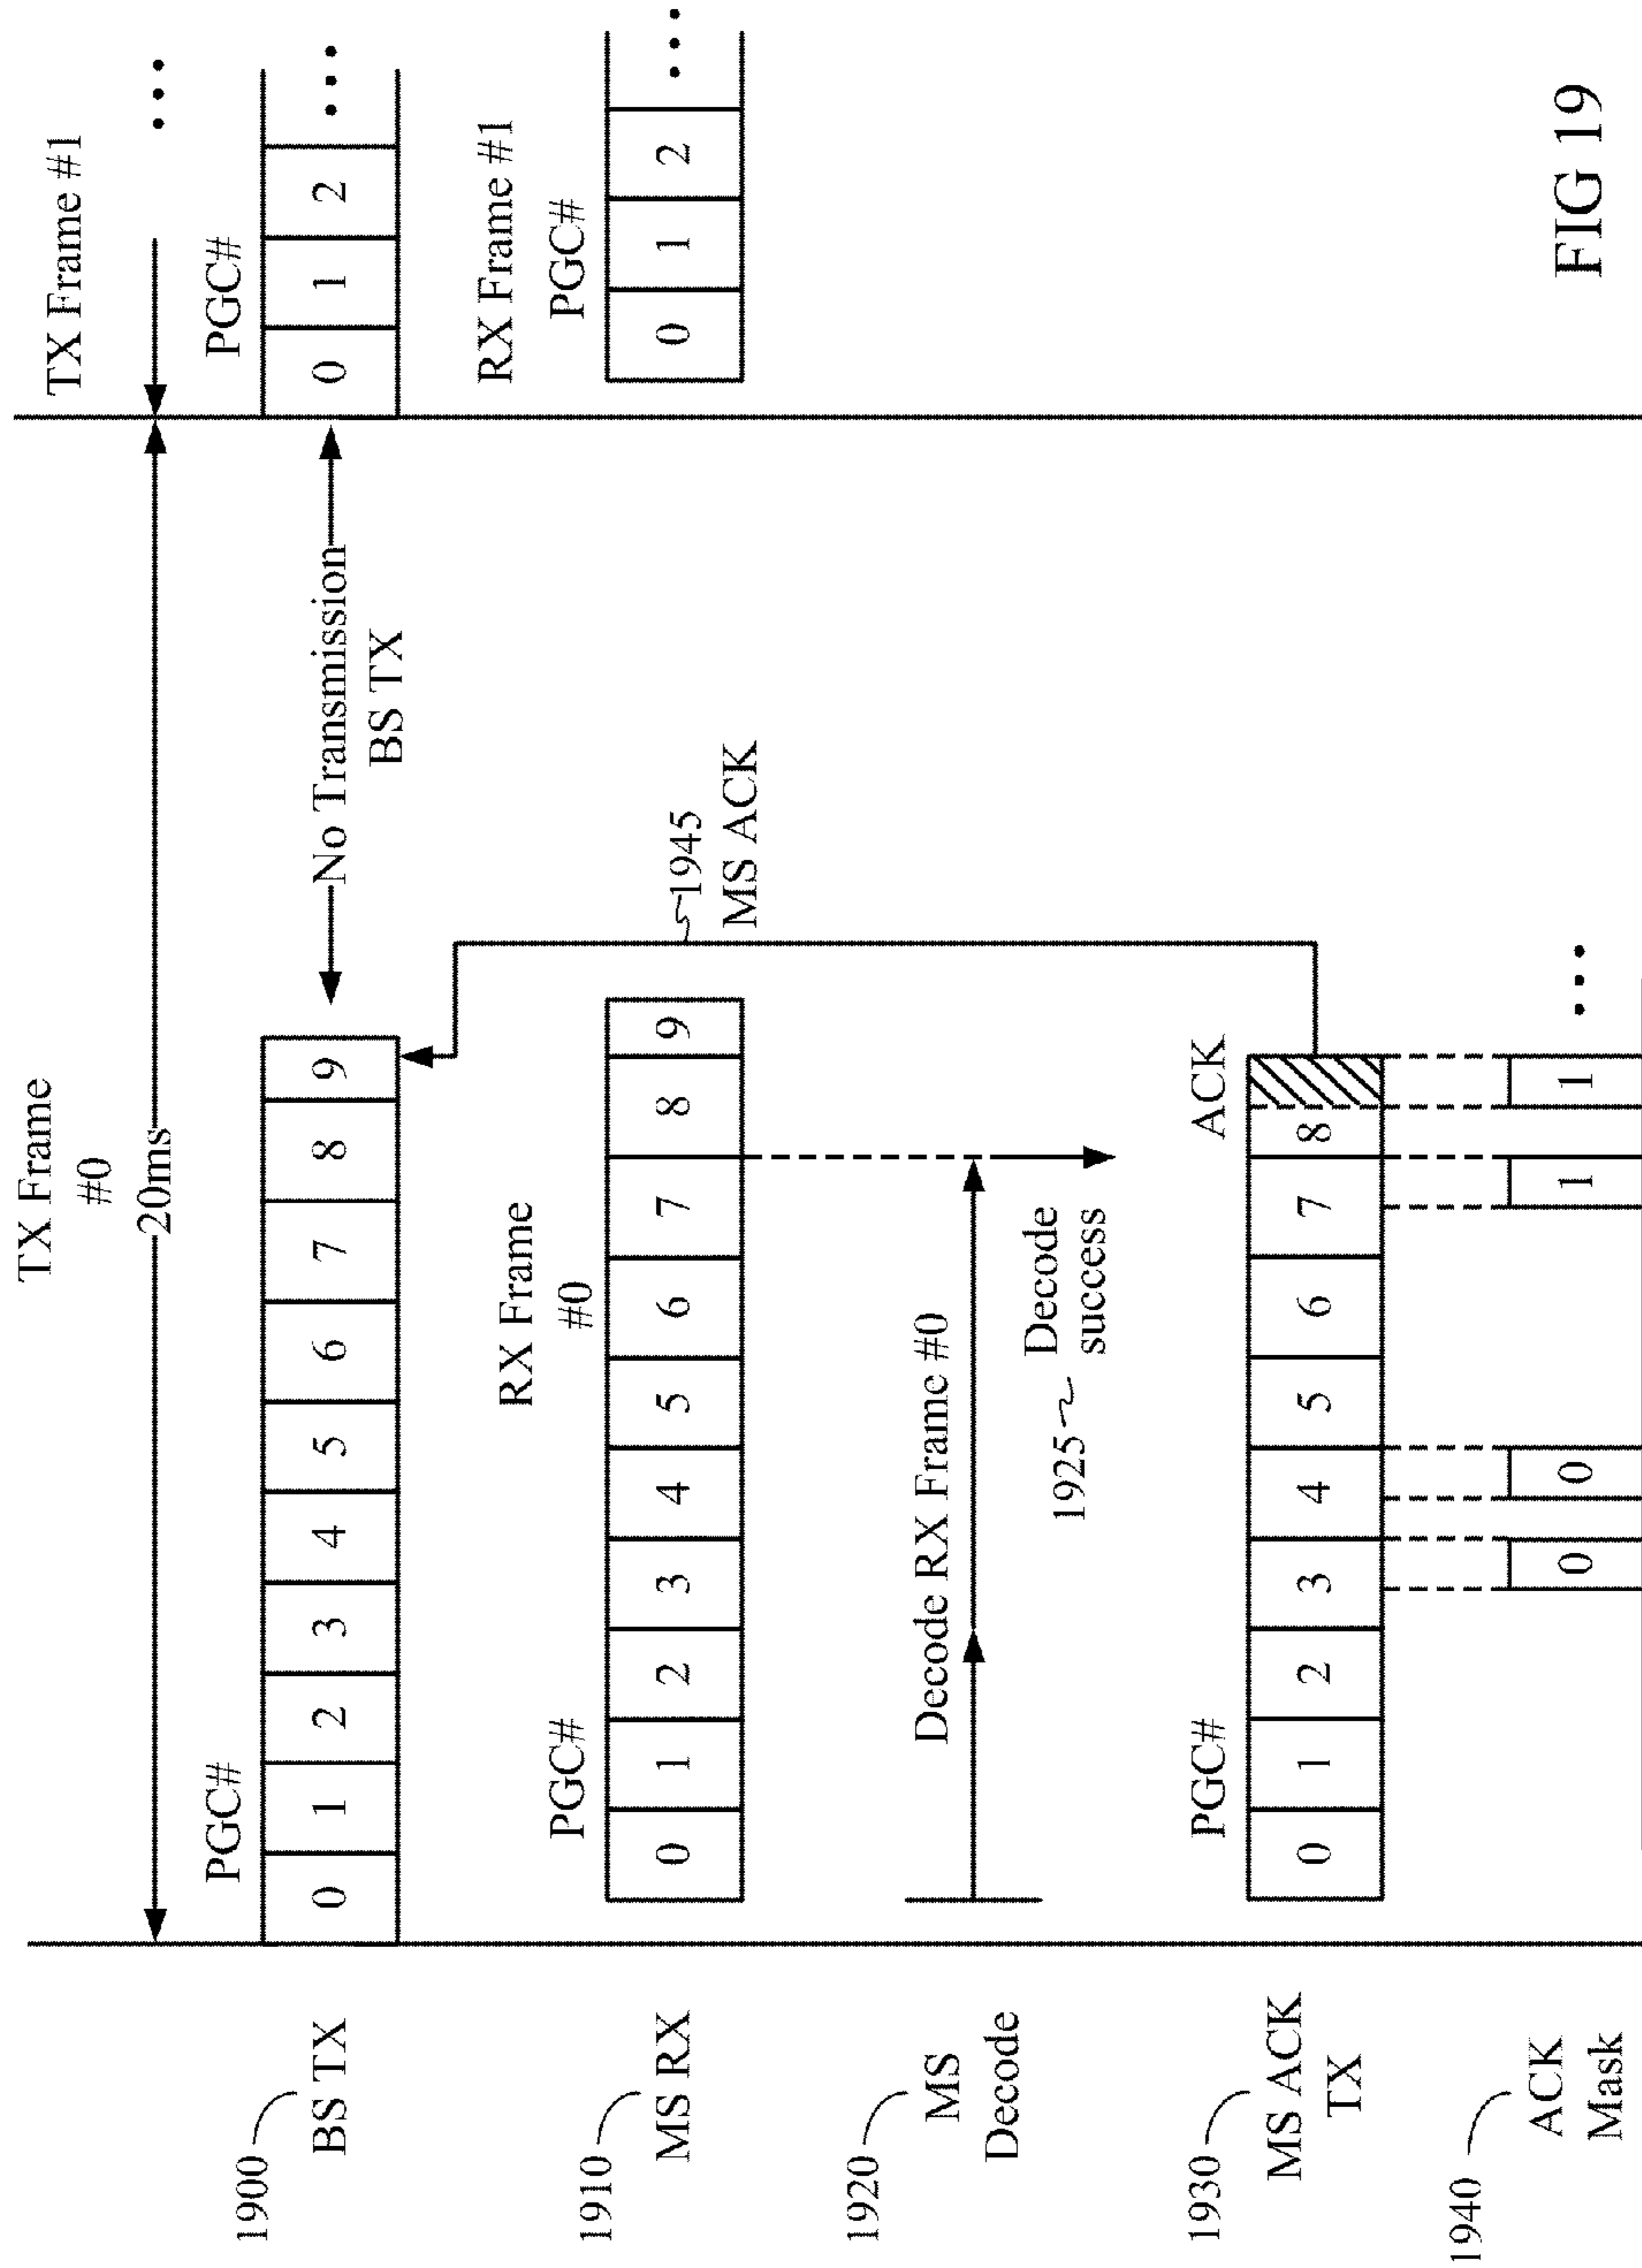 TX Frame
#0
TX Frame #1
20ms
...
1900
BS TX
PGC#
0 1 2 3 4 5 6 7 8 9
No Transmission
BS TX
PGC#
0 1 2 ...
1910
MS RX
RX Frame
#0
PGC#
0 1 2 3 4 5 6 7 8 9
RX Frame #1
PGC#
0 1 2 ...
1945
MS ACK
1920
MS
Decode
Decode RX Frame #0
1925
Decode
success
1930
MS ACK
TX
PGC#
ACK
0 1 2 3 4 5 6 7 8
1940
ACK
Mask
0 0 1 1 ...
FIG 19